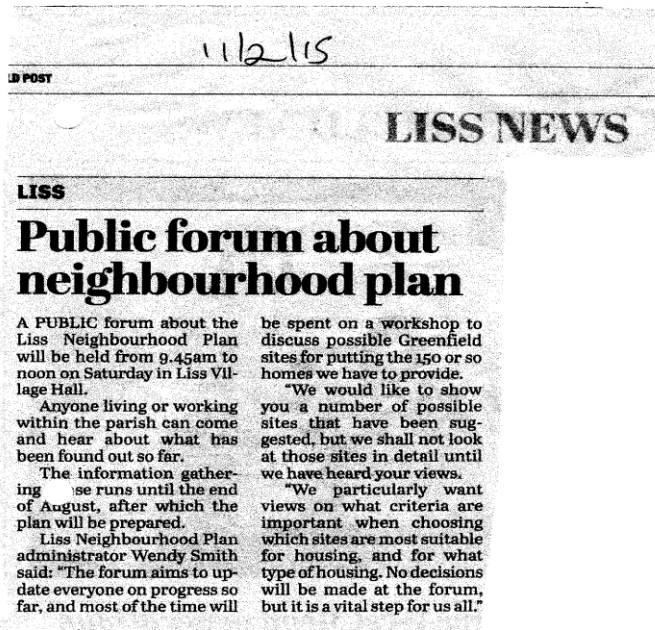 11/2/15
LD POST
LISS NEWS
LISS
Public forum about
neighbourhood plan
A PUBLIC forum about the
Liss Neighbourhood Plan
will be held from 9.45am to
noon on Saturday in Liss Vil-
lage Hall.
Anyone living or working
within the parish can come
and hear about what has
been found out so far.
The information gather-
ing se runs until the end
of August, after which the
plan will be prepared.
Liss Neighbourhood Plan
administrator Wendy Smith
said: "The forum aims to up-
date everyone on progress so
far, and most of the time will
be spent on a workshop to
discuss possible Greenfield
sites for putting the 150 or so
homes we have to provide.
"We would like to show
you a number of possible
sites that have been sug-
gested, but we shall not look
at those sites in detail until
we have heard your views.
"We particularly want
views on what criteria are
important when choosing
which sites are most suitable
for housing, and for what
type of housing. No decisions
will be made at the forum,
but it is a vital step for us all."